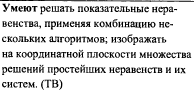 Умеют решать показательные нера-
венства, применяя комбинацию не-
скольких алгоритмов; изображать
на координатной плоскости множества
решений простейших неравенств и их
систем. (ТВ)